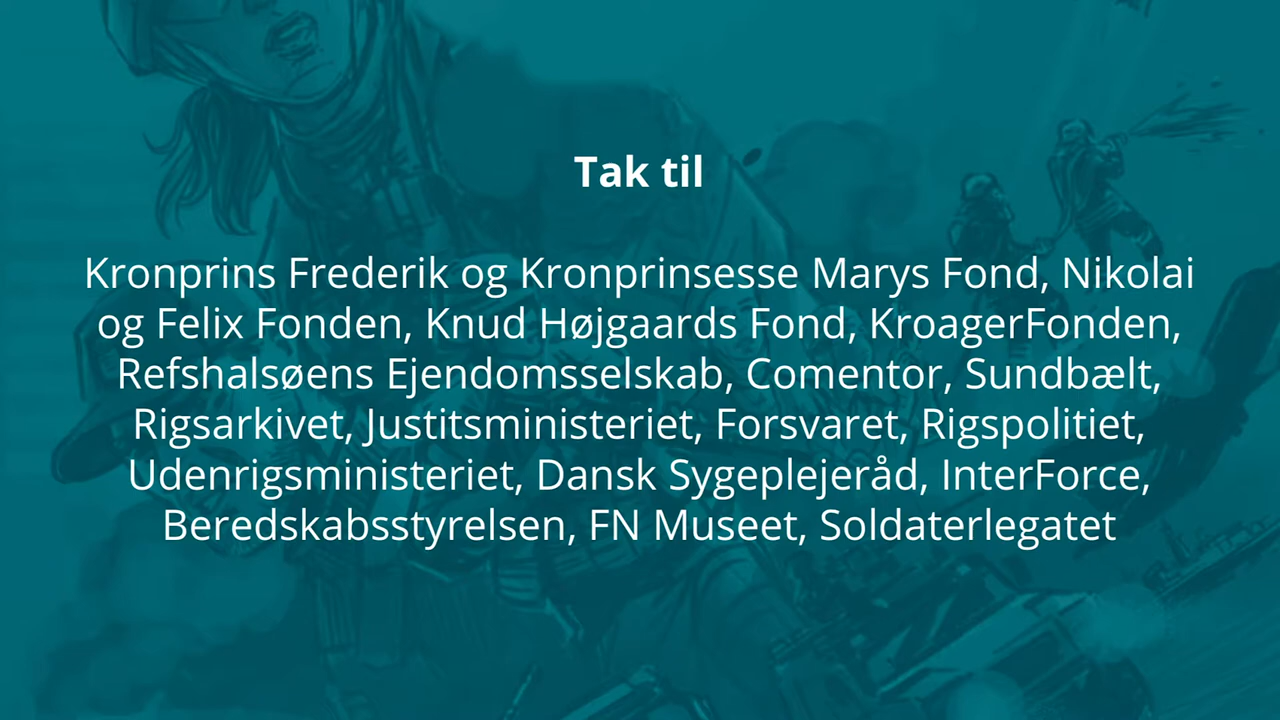 Tak til
Kronprins Frederik og Kronprinsesse Marys Fond, Nikolai
og Felix Fonden, Knud Højgaards Fond, KroagerFonden,
Refshalsøens Ejendomsselskab, Comentor, Sundbælt,
Rigsarkivet, Justitsministeriet, Forsvaret, Rigspolitiet,
Udenrigsministeriet, Dansk Sygeplejeråd, InterForce,
Beredskabsstyrelsen, FN Museet, Soldaterlegatet